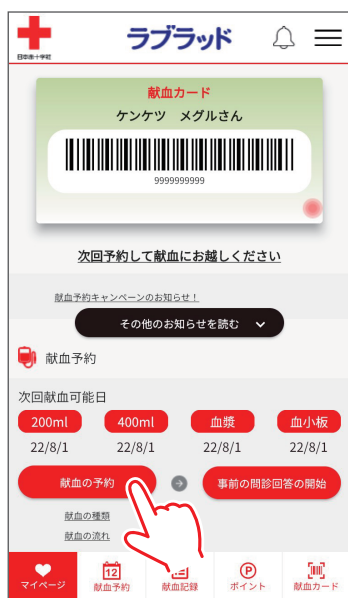 日本赤十字社
ラブラッド
献血カード
ケンケツ　メグルさん
9999999999
次回予約して献血にお越しください
献血予約キャンペーンのお知らせ！
その他のお知らせを読む
献血予約
次回献血可能日
200ml 400ml 血漿 血小板
22/8/1 22/8/1 22/8/1 22/8/1
献血の予約 事前の問診回答の開始
献血の種類
献血の流れ
12 P
マイページ 献血予約 献血記録 ポイント 献血カード